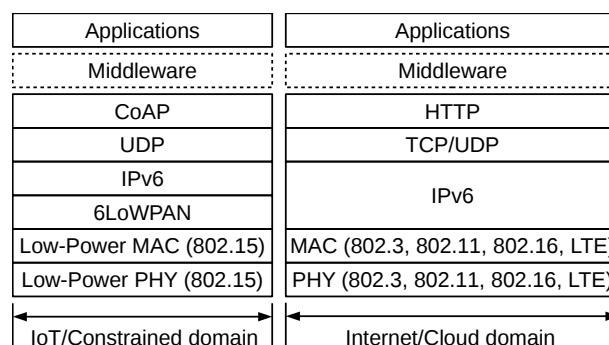 Applications
Middleware
CoAP
UDP
IPv6
6LoWPAN
Low-Power MAC (802.15)
Low-Power PHY (802.15)
IoT/Constrained domain
Applications
Middleware
HTTP
TCP/UDP
IPv6
MAC (802.3, 802.11, 802.16, LTE)
PHY (802.3, 802.11, 802.16, LTE)
Internet/Cloud domain